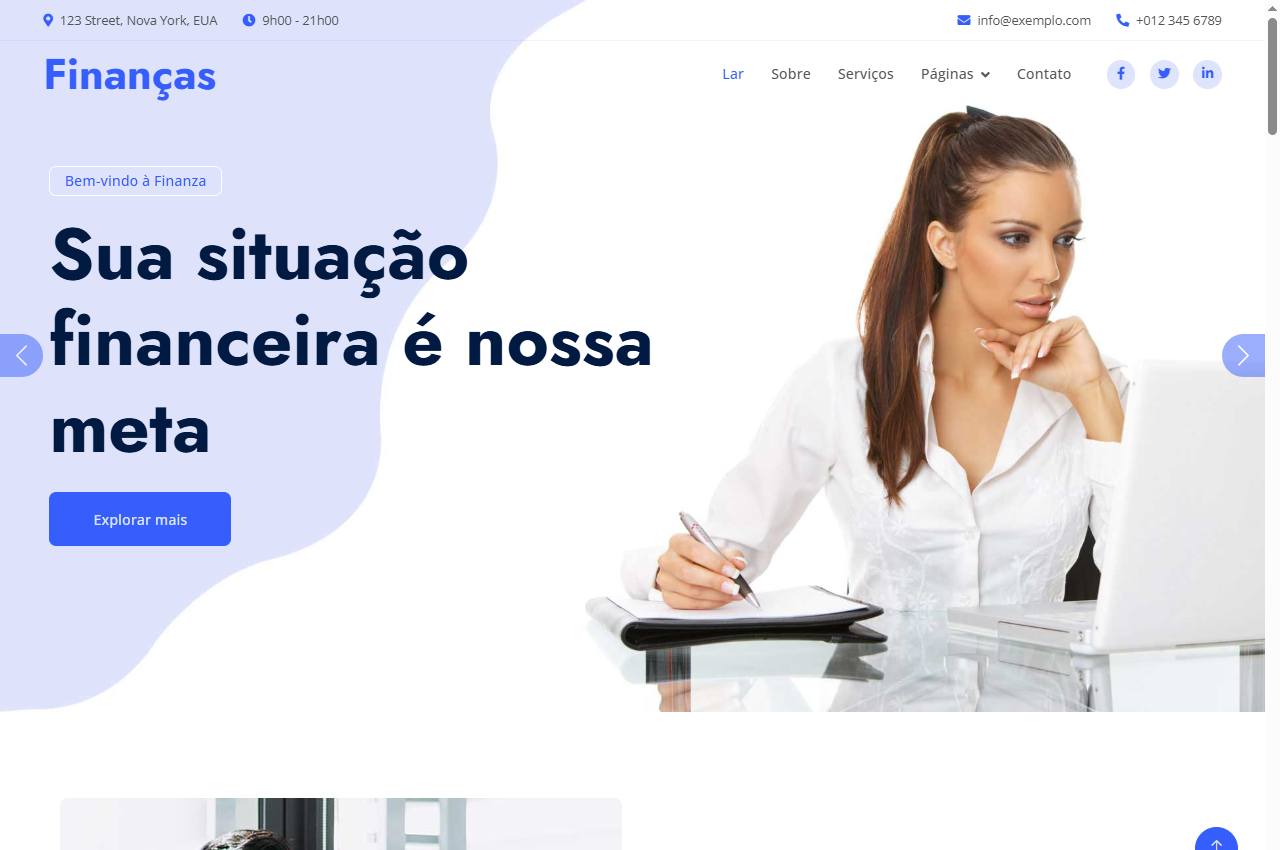 123 Street, Nova York, EUA 9h00 - 21h00 info@exemplo.com +012 345 6789
Finanças Lar Sobre Serviços Páginas Contato
Bem-vindo à Finanza
Sua situação
financeira é nossa
meta
Explorar mais